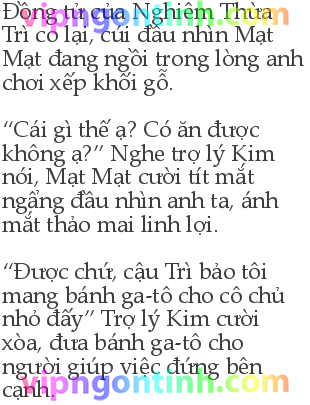 Đồng tử của Nghiêm Thừa
Trì co lại, cúi đầu nhìn Mạt
Mạt đang ngồi trong lòng anh
chơi xếp khối gỗ.
“Cái gì thế ạ? Có ăn được
không ạ?” Nghe trợ lý Kim
nói, Mạt Mạt cười tít mắt
ngẩng đầu nhìn anh ta, ánh
mắt thảo mai linh lợi.
“Được chứ, cậu Trì bảo tôi
mang bánh ga-tô cho cô chủ
nhỏ đấy” Trợ lý Kim cười
xòa, đưa bánh ga-tô cho
người giúp việc đứng bên
cạnh.
vipngontinh.com
vipngontinh.com